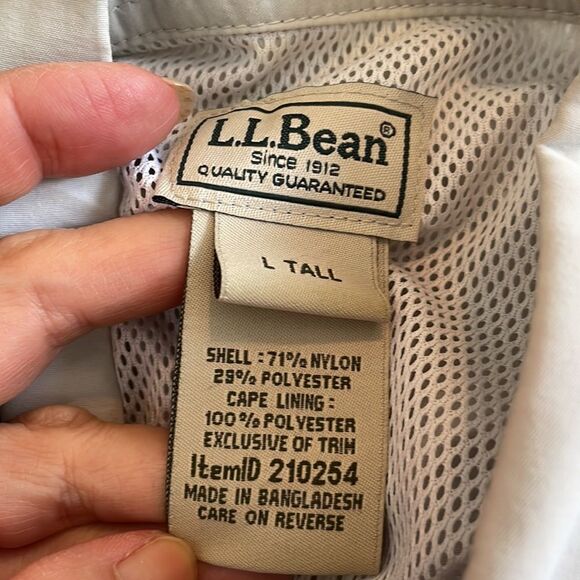 L.L.Bean®
Since 1912
QUALITY GUARANTEED
L TALL
SHELL : 71% NYLON
29% POLYESTER
CAPE LINING :
100% POLYESTER
EXCLUSIVE OF TRIM
ItemID 210254
MADE IN BANGLADESH
CARE ON REVERSE